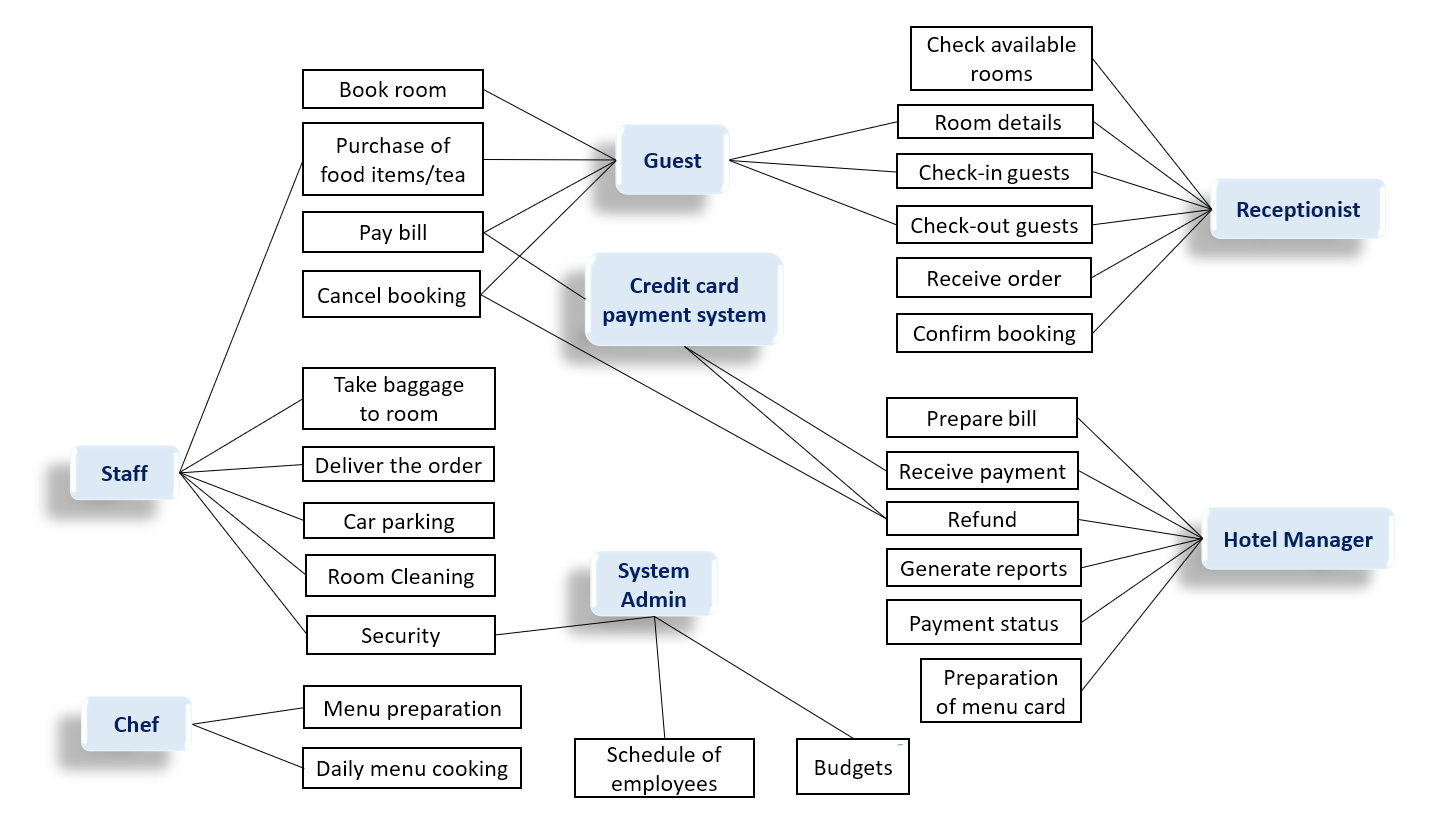 Book room
Purchase of
food items/tea
Pay bill
Cancel booking
Guest
Credit card
payment system
Check available
rooms
Room details
Check-in guests
Check-out guests
Receive order
Confirm booking
Receptionist
Staff
Take baggage
to room
Deliver the order
Car parking
Room Cleaning
Security
System
Admin
Prepare bill
Receive payment
Refund
Generate reports
Payment status
Preparation
of menu card
Hotel Manager
Chef
Menu preparation
Daily menu cooking
Schedule of
employees
Budgets